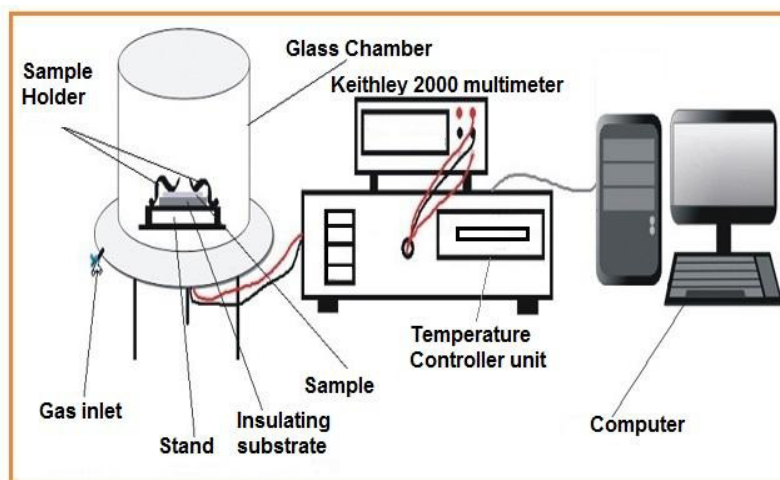 Glass Chamber
Sample
Holder
Keithley 2000 multimeter
Temperature
Controller unit
Sample
Gas inlet
Insulating
substrate
Stand
Computer